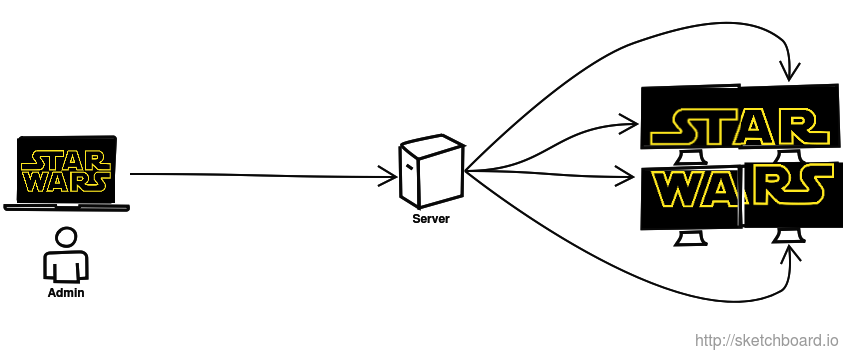 STAR
WARS
Admin
Server
STAR
WARS
http://sketchboard.io